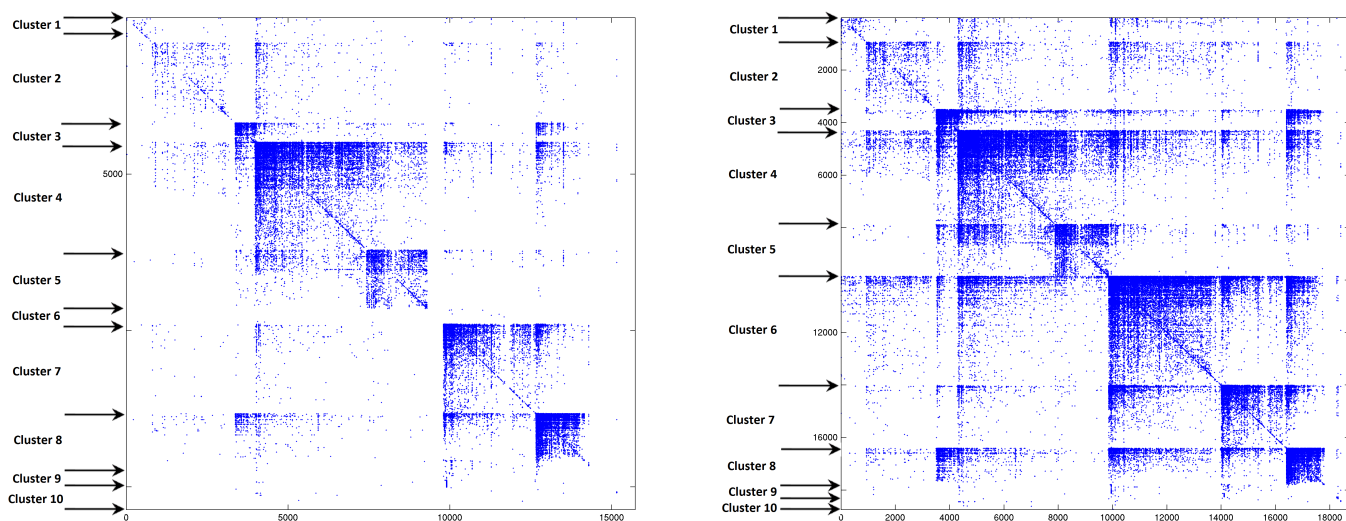 Cluster 1
Cluster 2
Cluster 3
Cluster 4
Cluster 5
Cluster 6
Cluster 7
Cluster 8
Cluster 9
Cluster 10
5000
0
5000
10000
15000
Cluster 1
Cluster 2
Cluster 3
Cluster 4
Cluster 5
Cluster 6
Cluster 7
Cluster 8
Cluster 9
Cluster 10
2000
4000
6000
12000
14000
16000
0
2000
4000
6000
8000
10000
12000
14000
16000
18000